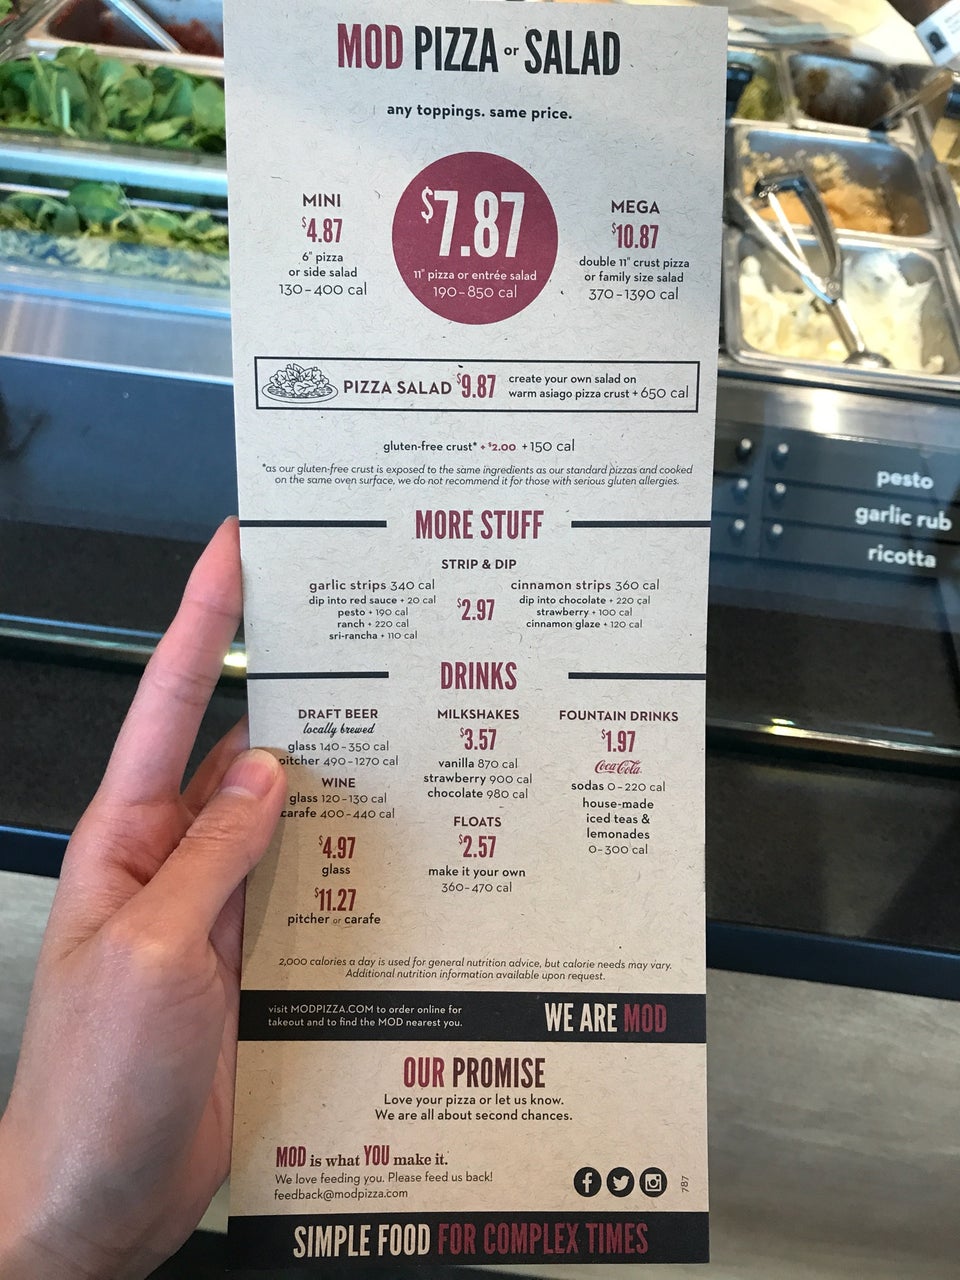 MOD PIZZA or SALAD
any toppings. same price.
MINI
$4.87
6" pizza
or side salad
130-400 cal
$7.87
11" pizza or entrée salad
190-850 cal
MEGA
$10.87
double 11" crust pizza
or family size salad
370-1390 cal
PIZZA SALAD $9.87
create your own salad on
warm asiago pizza crust + 650 cal
gluten-free crust* + $2.00 +150 cal
*as our gluten-free crust is exposed to the same ingredients as our standard pizzas and cooked
on the same oven surface, we do not recommend it for those with serious gluten allergies.
MORE STUFF
STRIP & DIP
garlic strips 340 cal
dip into red sauce + 20 cal
pesto + 190 cal
ranch + 220 cal
sri-rancha + 110 cal
$2.97
cinnamon strips 360 cal
dip into chocolate + 220 cal
strawberry + 100 cal
cinnamon glaze + 120 cal
DRINKS
DRAFT BEER
locally brewed
glass 140-350 cal
pitcher 490-1270 cal
WINE
glass 120-130 cal
carafe 400-440 cal
$4.97
glass
$11.27
pitcher or carafe
MILKSHAKES
$3.57
vanilla 870 cal
strawberry 900 cal
chocolate 980 cal
FLOATS
$2.57
make it your own
360-470 cal
FOUNTAIN DRINKS
$1.97
Coca-Cola
sodas 0-220 cal
house-made
iced teas &
lemonades
0-300 cal
2,000 calories a day is used for general nutrition advice, but calorie needs may vary.
Additional nutrition information available upon request.
visit MODPIZZA.COM to order online for
takeout and to find the MOD nearest you.
WE ARE MOD
OUR PROMISE
Love your pizza or let us know.
We are all about second chances.
MOD is what YOU make it.
We love feeding you. Please feed us back!
feedback@modpizza.com
787
SIMPLE FOOD FOR COMPLEX TIMES
pesto
garlic rub
ricotta